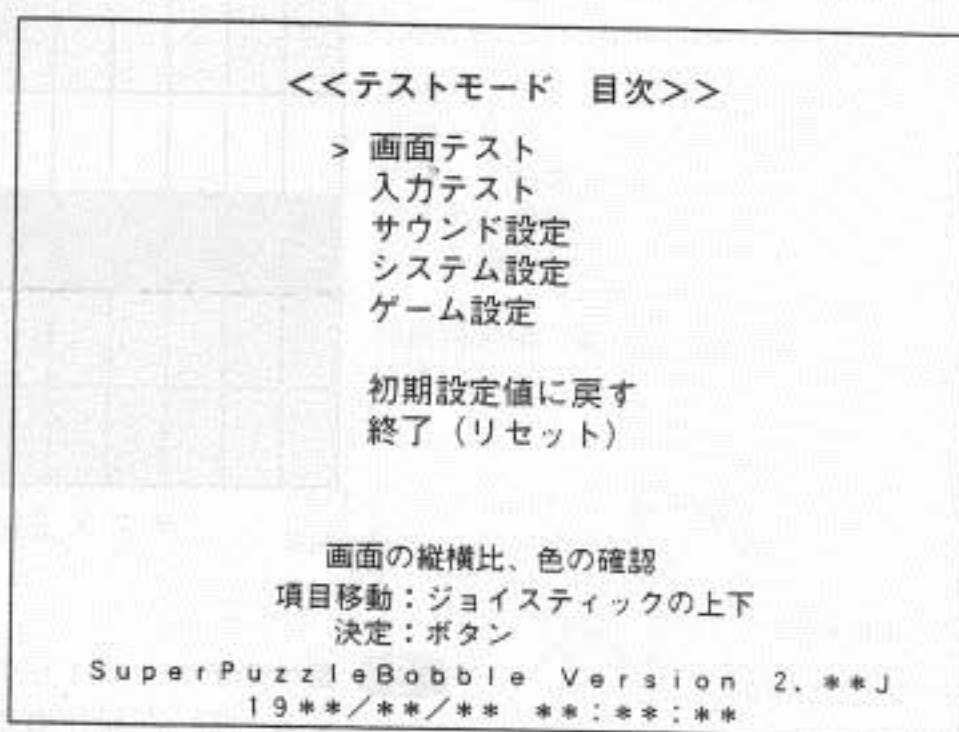 <<テストモード　目次>>
> 画面テスト
入力テスト
サウンド設定
システム設定
ゲーム設定
初期設定値に戻す
終了（リセット）
画面の縦横比、色の確認
項目移動：ジョイスティックの上下
決定：ボタン
SuperPuzzleBobble Version 2.**J
19**/**/** **:**:**